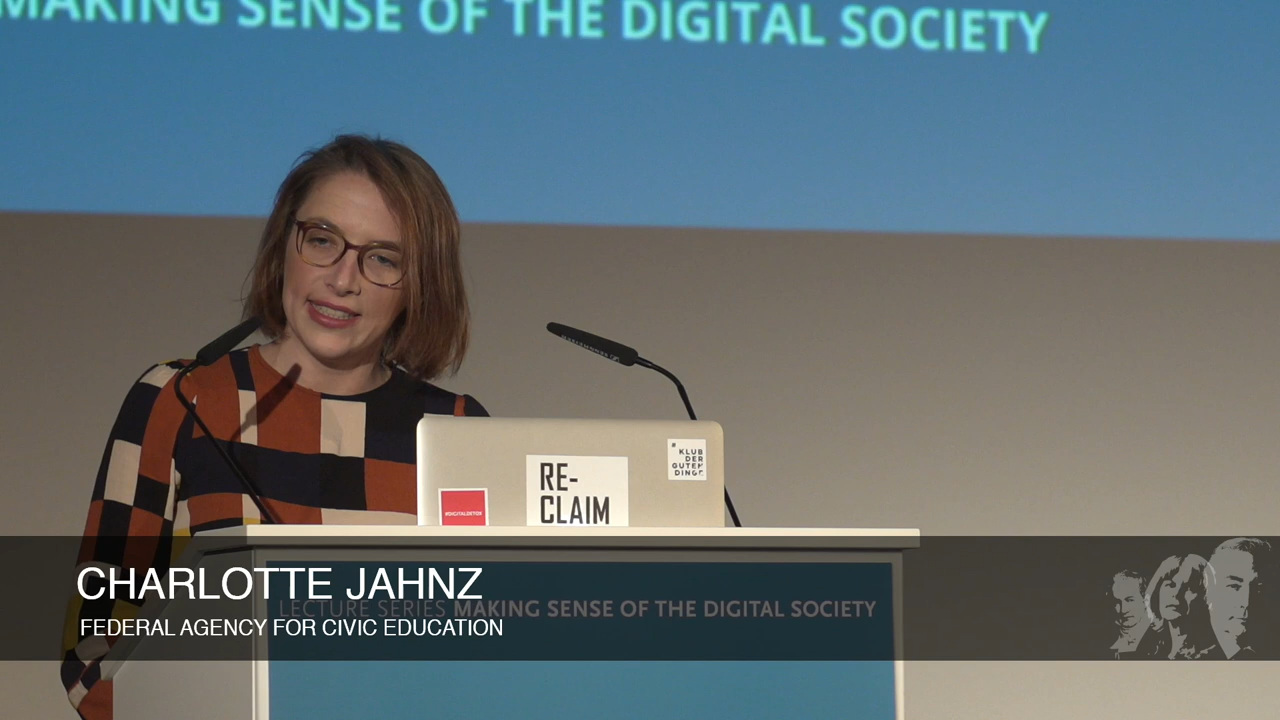 MAKING SENSE OF THE DIGITAL SOCIETY
# KLUB
DER
GUTEN
DINGE
RE-
CLAIM
#DIGITALDETOX
CHARLOTTE JAHNZ
LECTURE SERIES MAKING SENSE OF THE DIGITAL SOCIETY
FEDERAL AGENCY FOR CIVIC EDUCATION